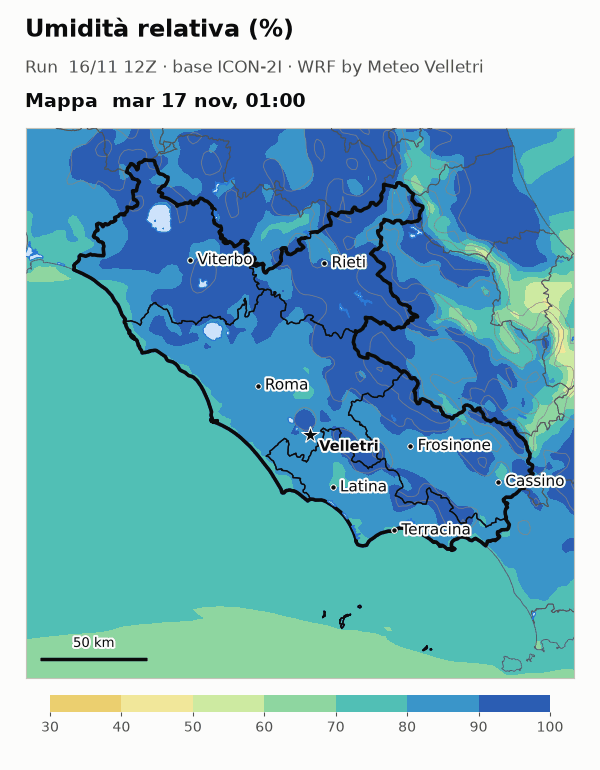 Umidità relativa (%)
Run  16/11 12Z · base ICON-2I · WRF by Meteo Velletri
Mappa  mar 17 nov, 01:00
Viterbo
Rieti
Roma
Velletri
Frosinone
Latina
Cassino
Terracina
50 km
30 40 50 60 70 80 90 100